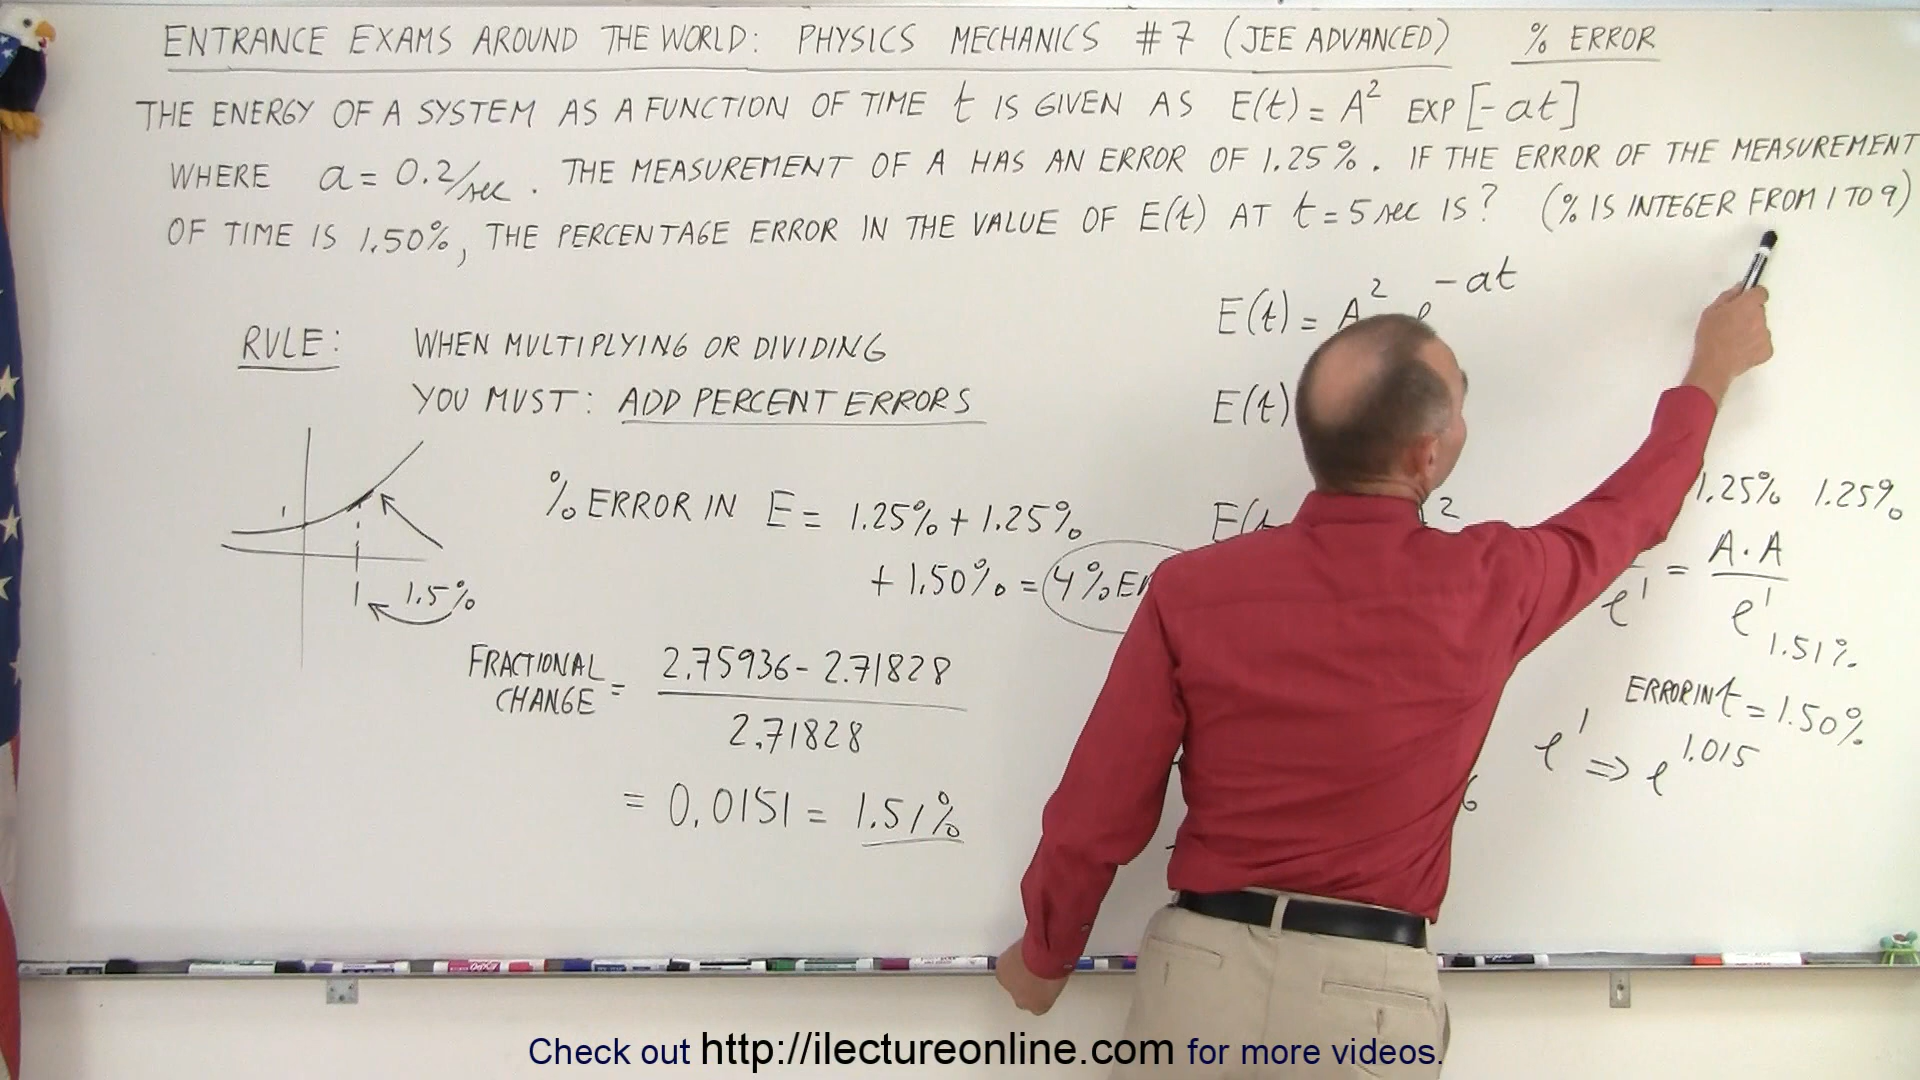 ENTRANCE EXAMS AROUND THE WORLD: PHYSICS MECHANICS #7 (JEE ADVANCED) % ERROR
THE ENERGY OF A SYSTEM AS A FUNCTION OF TIME t IS GIVEN AS E(t) = A² EXP[-at]
WHERE a = 0.2/sec. THE MEASUREMENT OF A HAS AN ERROR OF 1.25%. IF THE ERROR OF THE MEASUREMENT
OF TIME IS 1.50%, THE PERCENTAGE ERROR IN THE VALUE OF E(t) AT t = 5 sec IS? (% IS INTEGER FROM 1 TO 9)
RULE: WHEN MULTIPLYING OR DIVIDING
YOU MUST: ADD PERCENT ERRORS
1
1.5%
% ERROR IN E = 1.25% + 1.25%
+ 1.50% = 4% ER
FRACTIONAL CHANGE = 2.75936 - 2.71828
2.71828
= 0.0151 = 1.51%
E(t) = A² e^-at
E(t)
E(t
2
1.25% 1.25%
e¹ = A·A
e¹
1.51%
ERROR IN t = 1.50%
e¹ ⇒ e^1.015
6
Check out http://ilectureonline.com for more videos.